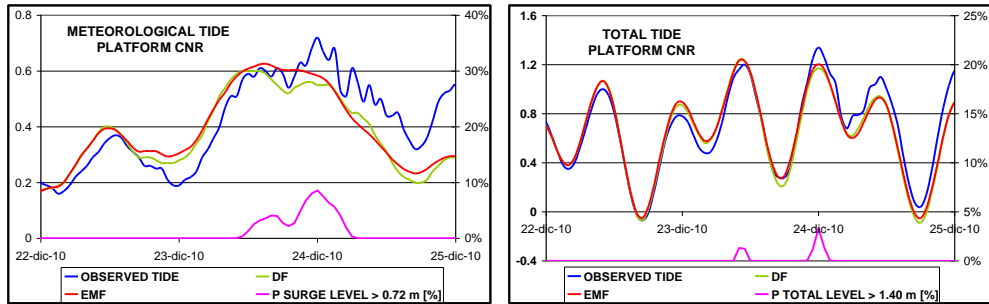 METEOROLOGICAL TIDE
PLATFORM CNR
0.8
0.6
0.4
0.2
0
40%
30%
20%
10%
0%
22-dic-10 23-dic-10 24-dic-10 25-dic-10
OBSERVED TIDE DF
EMF P SURGE LEVEL > 0.72 m [%]
TOTAL TIDE
PLATFORM CNR
1.6
1.2
0.8
0.4
0
-0.4
25%
20%
15%
10%
5%
0%
22-dic-10 23-dic-10 24-dic-10 25-dic-10
OBSERVED TIDE DF
EMF P TOTAL LEVEL > 1.40 m [%]